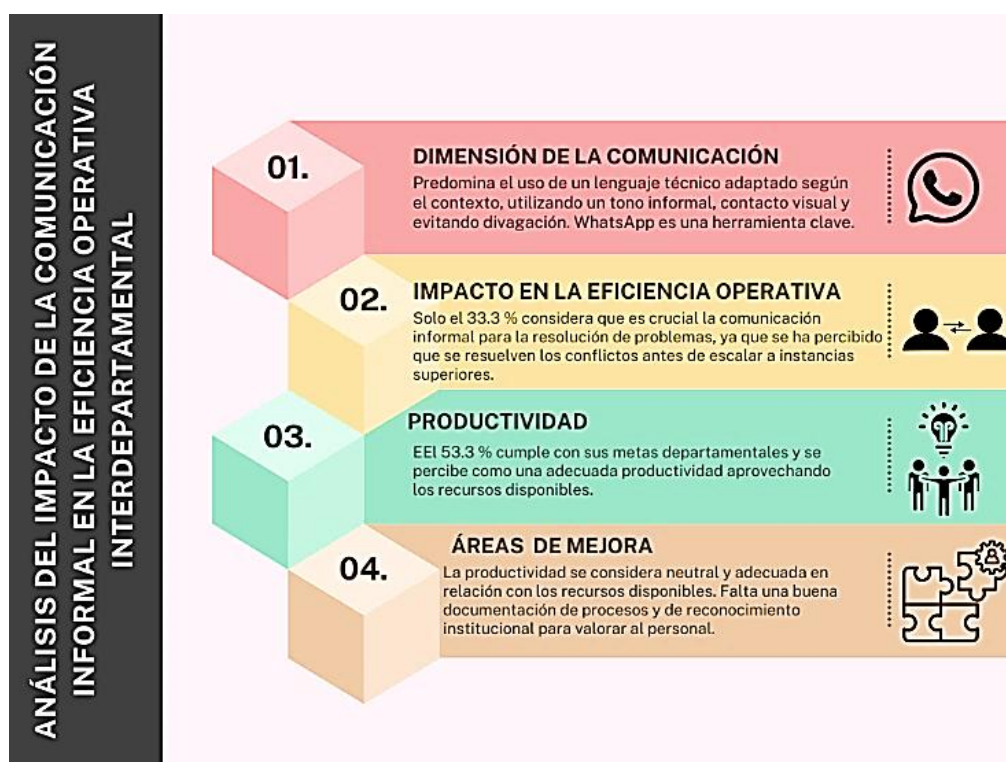 ANÁLISIS DEL IMPACTO DE LA COMUNICACIÓN
INFORMAL EN LA EFICIENCIA OPERATIVA
INTERDEPARTAMENTAL
01.
DIMENSIÓN DE LA COMUNICACIÓN
Predomina el uso de un lenguaje técnico adaptado según
el contexto, utilizando un tono informal, contacto visual y
evitando divagación. WhatsApp es una herramienta clave.
02.
IMPACTO EN LA EFICIENCIA OPERATIVA
Solo el 33.3 % considera que es crucial la comunicación
informal para la resolución de problemas, ya que se ha percibido
que se resuelven los conflictos antes de escalar a instancias
superiores.
03.
PRODUCTIVIDAD
EEl 53.3 % cumple con sus metas departamentales y se
percibe como una adecuada productividad aprovechando
los recursos disponibles.
04.
ÁREAS DE MEJORA
La productividad se considera neutral y adecuada en
relación con los recursos disponibles. Falta una buena
documentación de procesos y de reconocimiento
institucional para valorar al personal.